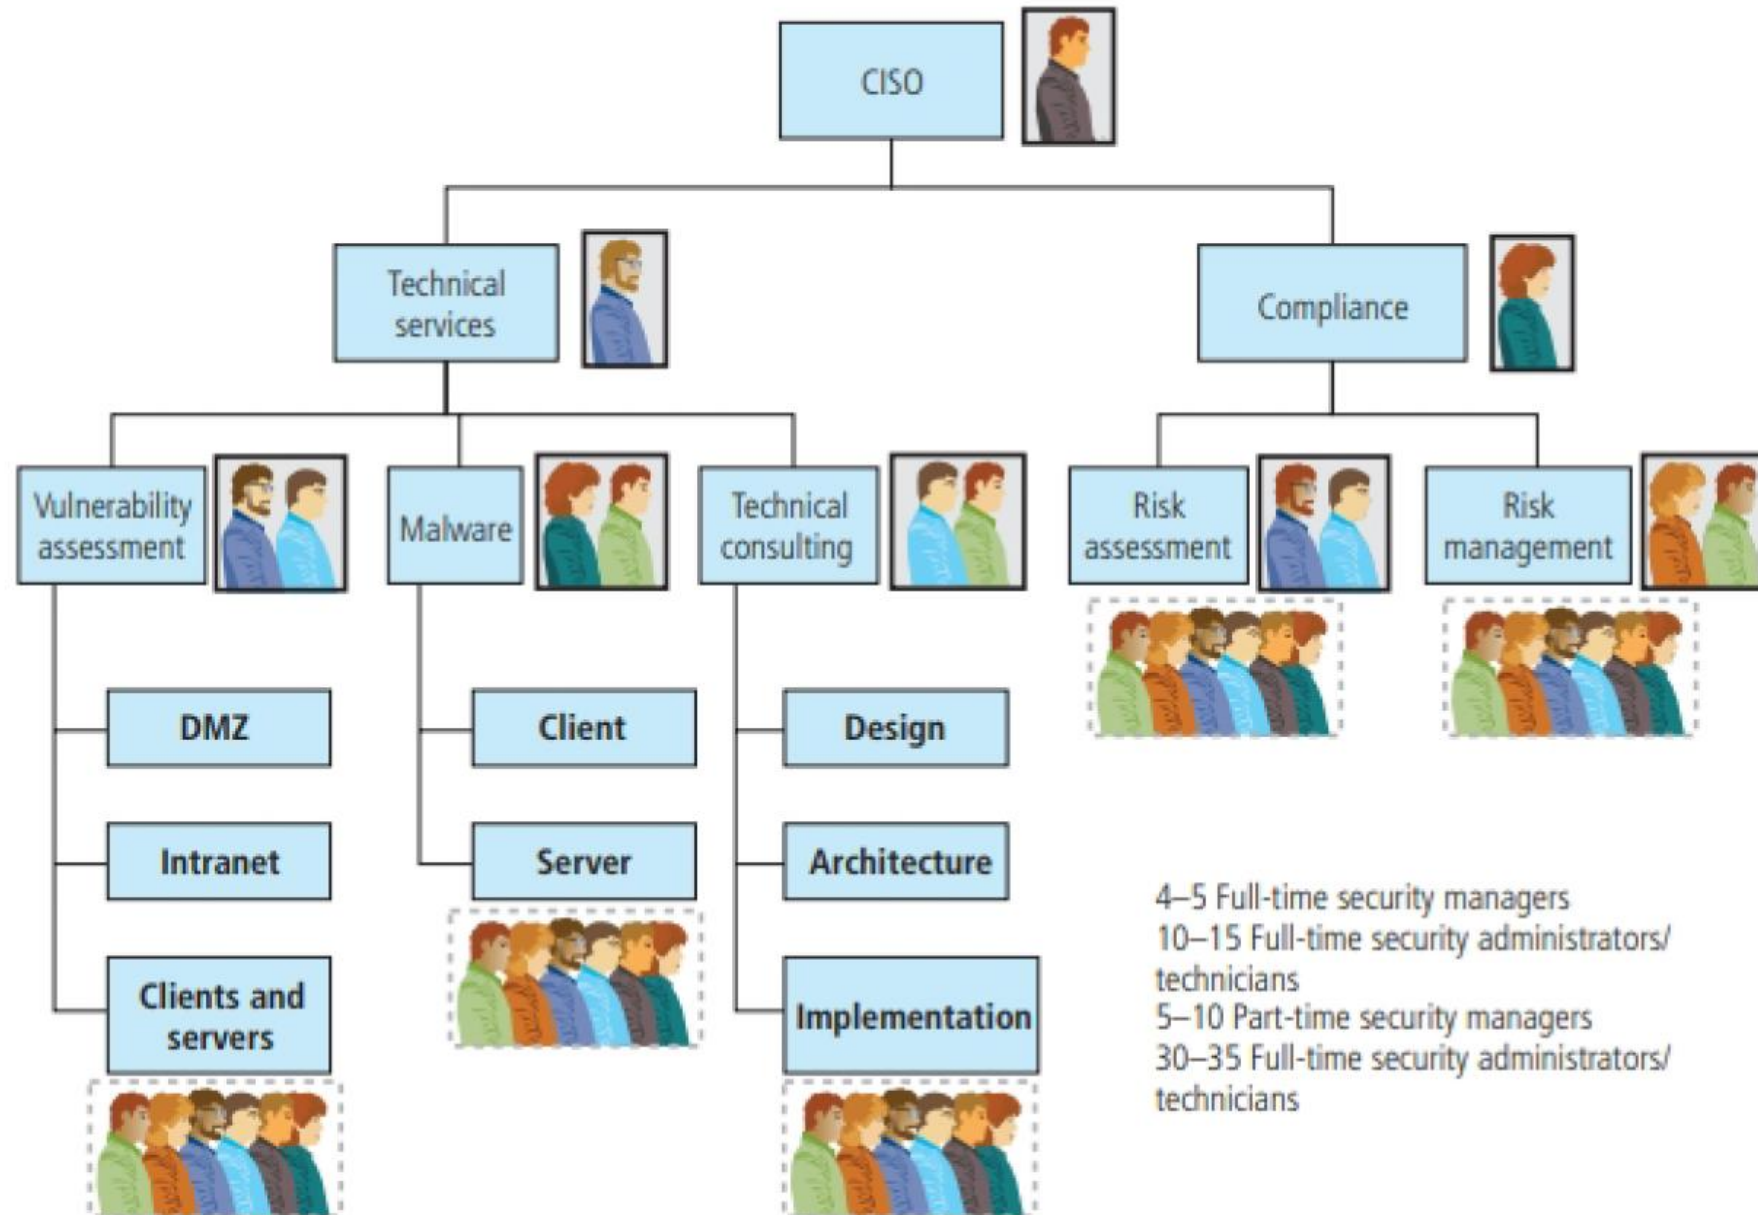 CISO
Technical
services
Compliance
Vulnerability
assessment
Malware
Technical
consulting
Risk
assessment
Risk
management
DMZ
Client
Design
Intranet
Server
Architecture
Clients and
servers
Implementation
4–5 Full-time security managers
10–15 Full-time security administrators/
technicians
5–10 Part-time security managers
30–35 Full-time security administrators/
technicians